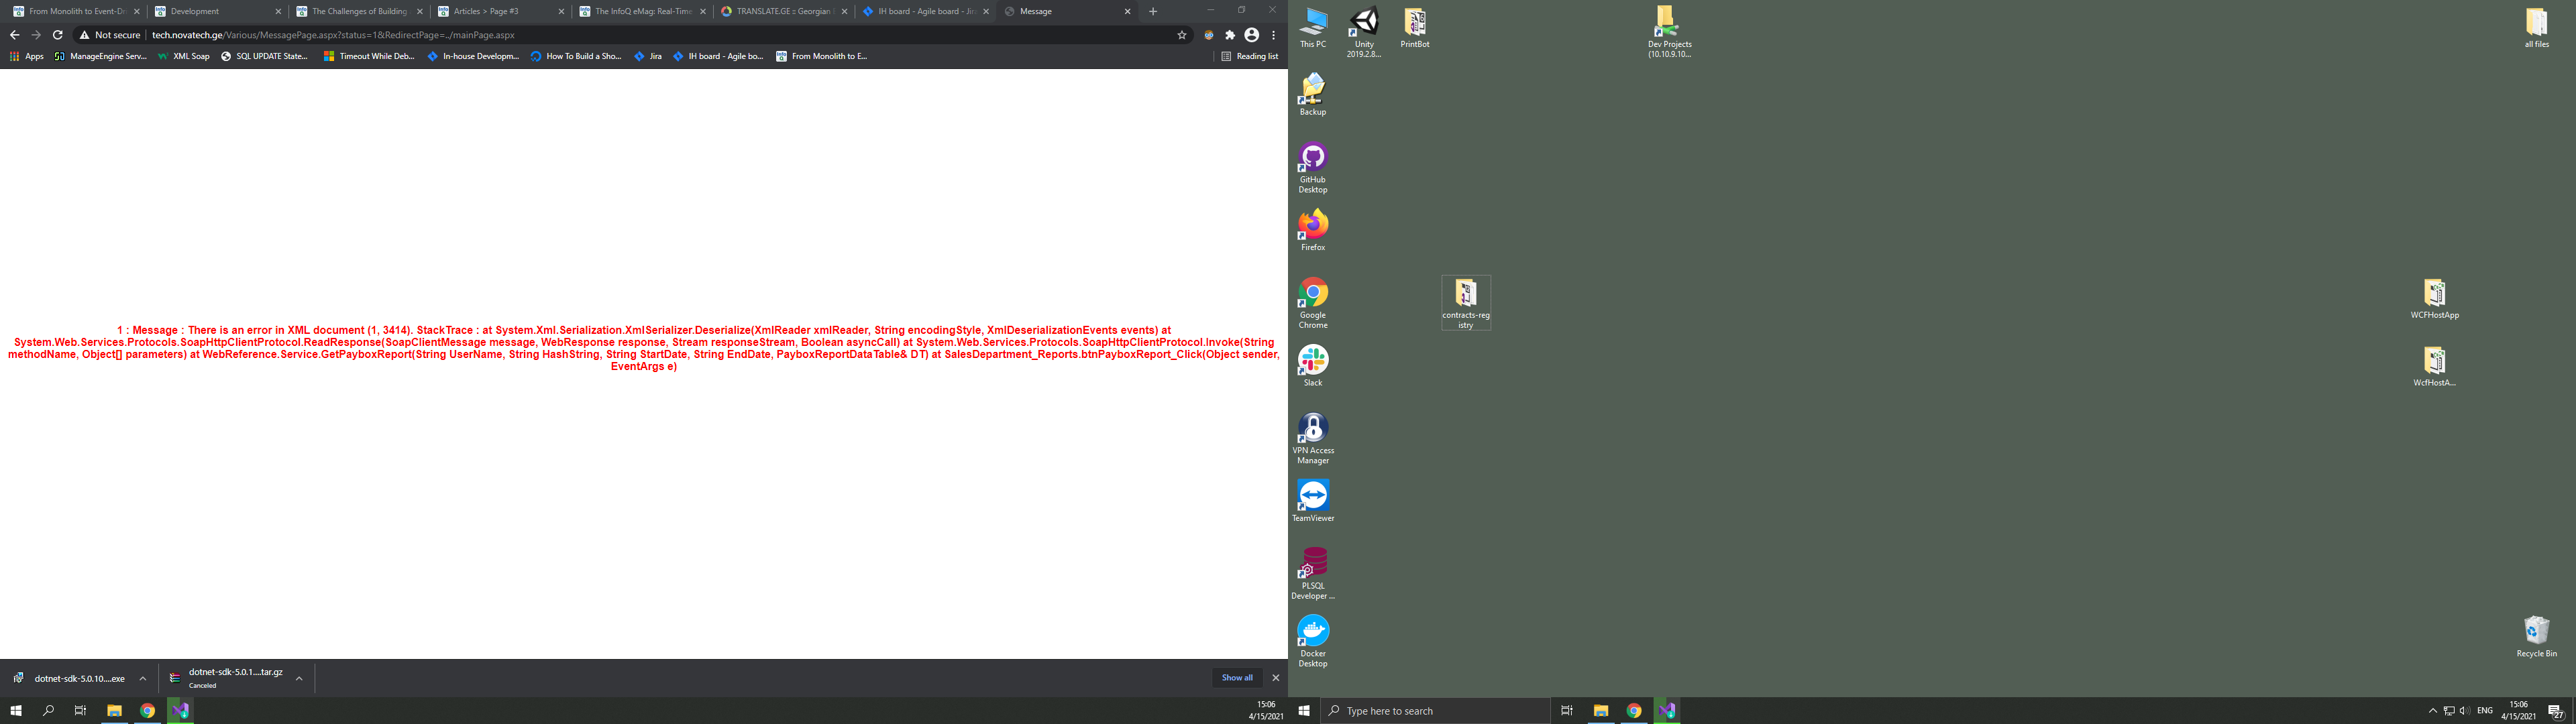 From Monolith to Event-Dr
Development
The Challenges of Building
Articles > Page #3
The InfoQ eMag: Real-Time
TRANSLATE.GE :: Georgian
IH board - Agile board - Jira
Message
Not secure
tech.novatech.ge/Various/MessagePage.aspx?status=1&RedirectPage=../mainPage.aspx
Apps
ManageEngine Serv...
XML Soap
SQL UPDATE State...
Timeout While Deb...
In-house Developm...
How To Build a Sho...
Jira
IH board - Agile bo...
From Monolith to E...
Reading list
1 : Message : There is an error in XML document (1, 3414). StackTrace : at System.Xml.Serialization.XmlSerializer.Deserialize(XmlReader xmlReader, String encodingStyle, XmlDeserializationEvents events) at
System.Web.Services.Protocols.SoapHttpClientProtocol.ReadResponse(SoapClientMessage message, WebResponse response, Stream responseStream, Boolean asyncCall) at System.Web.Services.Protocols.SoapHttpClientProtocol.Invoke(String
methodName, Object[] parameters) at WebReference.Service.GetPayboxReport(String UserName, String HashString, String StartDate, String EndDate, PayboxReportDataTable& DT) at SalesDepartment_Reports.btnPayboxReport_Click(Object sender,
EventArgs e)
dotnet-sdk-5.0.10....exe
dotnet-sdk-5.0.1....tar.gz
Canceled
Show all
15:06
4/15/2021
This PC
Unity
2019.2.8...
PrintBot
Dev Projects
(10.10.9.10...
all files
Backup
GitHub
Desktop
Firefox
Google
Chrome
contracts-reg
istry
WCFHostApp
Slack
WcfHostA...
VPN Access
Manager
TeamViewer
PLSQL
Developer ...
Docker
Desktop
Recycle Bin
Type here to search
ENG
15:06
4/15/2021
27